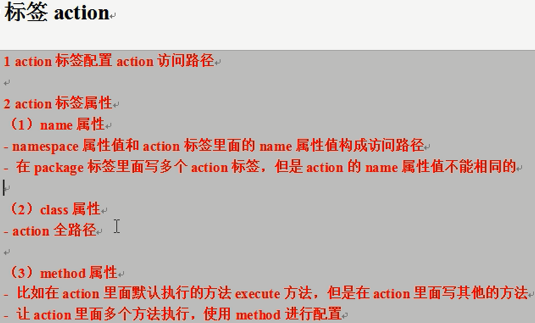 标签 action
1 action 标签配置 action 访问路径
2 action 标签属性
（1）name 属性
- namespace 属性值和 action 标签里面的 name 属性值构成访问路径
- 在 package 标签里面写多个 action 标签，但是 action 的 name 属性值不能相同的
（2）class 属性
- action 全路径
（3）method 属性
- 比如在 action 里面默认执行的方法 execute 方法，但是在 action 里面写其他的方法
- 让 action 里面多个方法执行，使用 method 进行配置